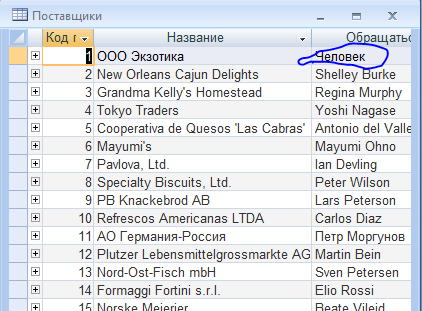 Поставщики
Код п Название Обращатьс
1 ООО Экзотика Человек
2 New Orleans Cajun Delights Shelley Burke
3 Grandma Kelly's Homestead Regina Murphy
4 Tokyo Traders Yoshi Nagase
5 Cooperativa de Quesos 'Las Cabras' Antonio del Valle
6 Mayumi's Mayumi Ohno
7 Pavlova, Ltd. Ian Devling
8 Specialty Biscuits, Ltd. Peter Wilson
9 PB Knackebrod AB Lars Peterson
10 Refrescos Americanas LTDA Carlos Diaz
11 АО Германия-Россия Петр Моргунов
12 Plutzer Lebensmittelgrossmarkte AG Martin Bein
13 Nord-Ost-Fisch mbH Sven Petersen
14 Formaggi Fortini s.r.l. Elio Rossi
15 Norske Meierier Beate Vileid